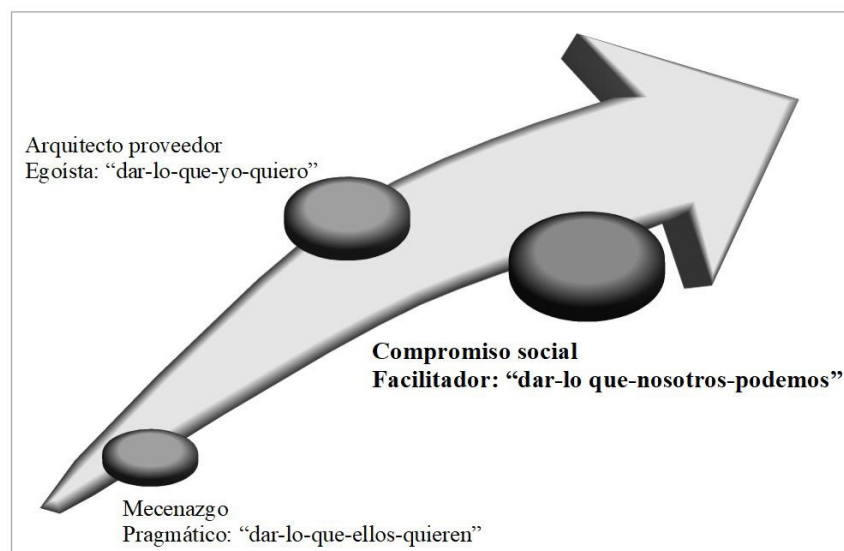 Arquitecto proveedor
Egoísta: “dar-lo-que-yo-quiero”
Compromiso social
Facilitador: “dar-lo que-nosotros-podemos”
Mecenazgo
Pragmático: “dar-lo-que-ellos-quieren”